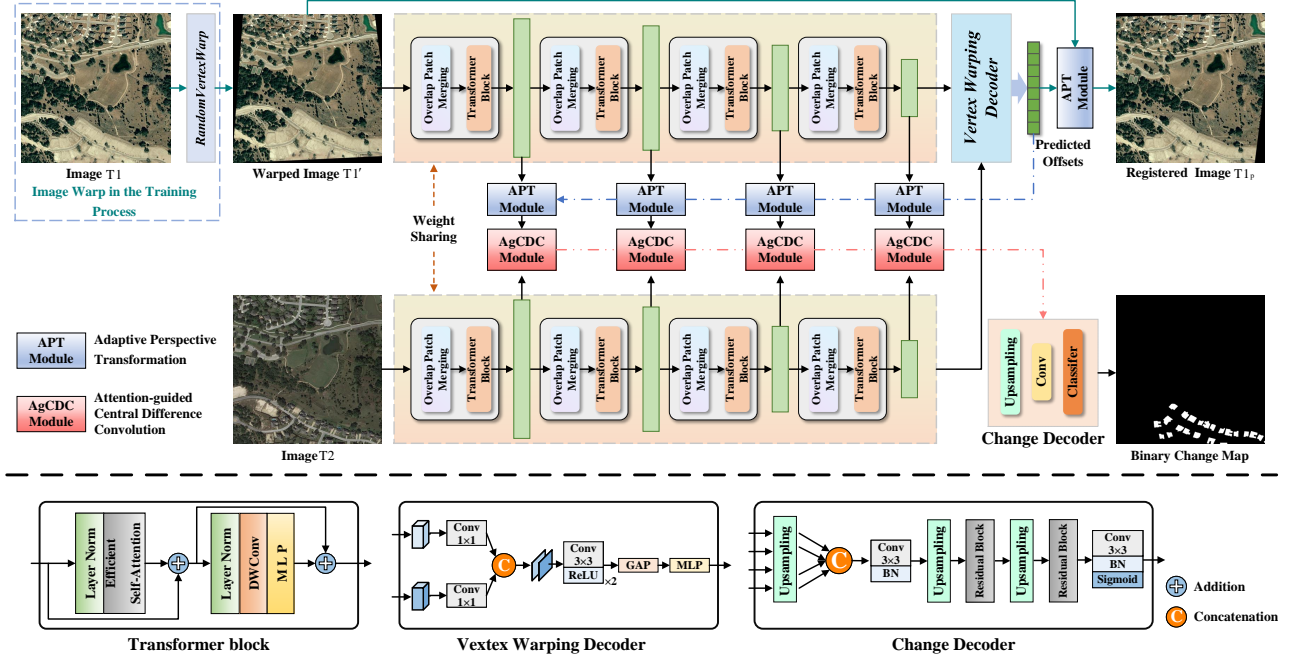 Image T1
Image Warp in the Training
Process
RandomVertexWarp
Warped Image T1′
Overlap Patch
Merging
Transformer
Block
Overlap Patch
Merging
Transformer
Block
Overlap Patch
Merging
Transformer
Block
Overlap Patch
Merging
Transformer
Block
Vertex Warping
Decoder
Predicted
Offsets
APT
Module
Registered Image T1p
Weight
Sharing
APT
Module
APT
Module
APT
Module
APT
Module
AgCDC
Module
AgCDC
Module
AgCDC
Module
AgCDC
Module
APT
Module
Adaptive Perspective
Transformation
AgCDC
Module
Attention-guided
Central Difference
Convolution
Image T2
Overlap Patch
Merging
Transformer
Block
Overlap Patch
Merging
Transformer
Block
Overlap Patch
Merging
Transformer
Block
Overlap Patch
Merging
Transformer
Block
Upsampling
Conv
Classifer
Change Decoder
Binary Change Map
Layer Norm
Efficient
Self-Attention
Layer Norm
DWConv
MLP
Transformer block
Conv
1×1
Conv
1×1
C
Conv
3×3
ReLU
×2
GAP
MLP
Vextex Warping Decoder
Upsampling
C
Conv
3×3
BN
Upsampling
Residual Block
Upsampling
Residual Block
Conv
3×3
BN
Sigmoid
Change Decoder
Addition
C
Concatenation